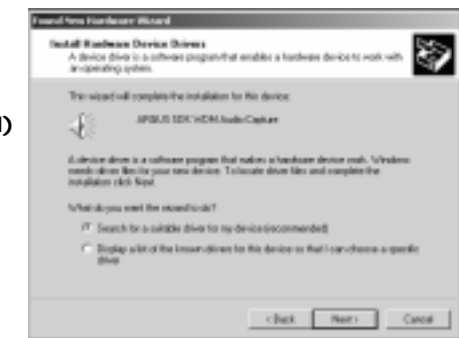 Found New Hardware Wizard
Install Hardware Device Drivers
A device driver is a software program that enables a hardware device to work with
an operating system.
This wizard will complete the installation for this device:
SDK WDM Audio Capture
A device driver is a software program that makes a hardware device work. Windows
needs driver files for your new device. To locate driver files and complete the
installation click Next.
What do you want the wizard to do?
Search for a suitable driver for my device (recommended)
Display a list of the known drivers for this device so that I can choose a specific
driver
< Back Next > Cancel
)